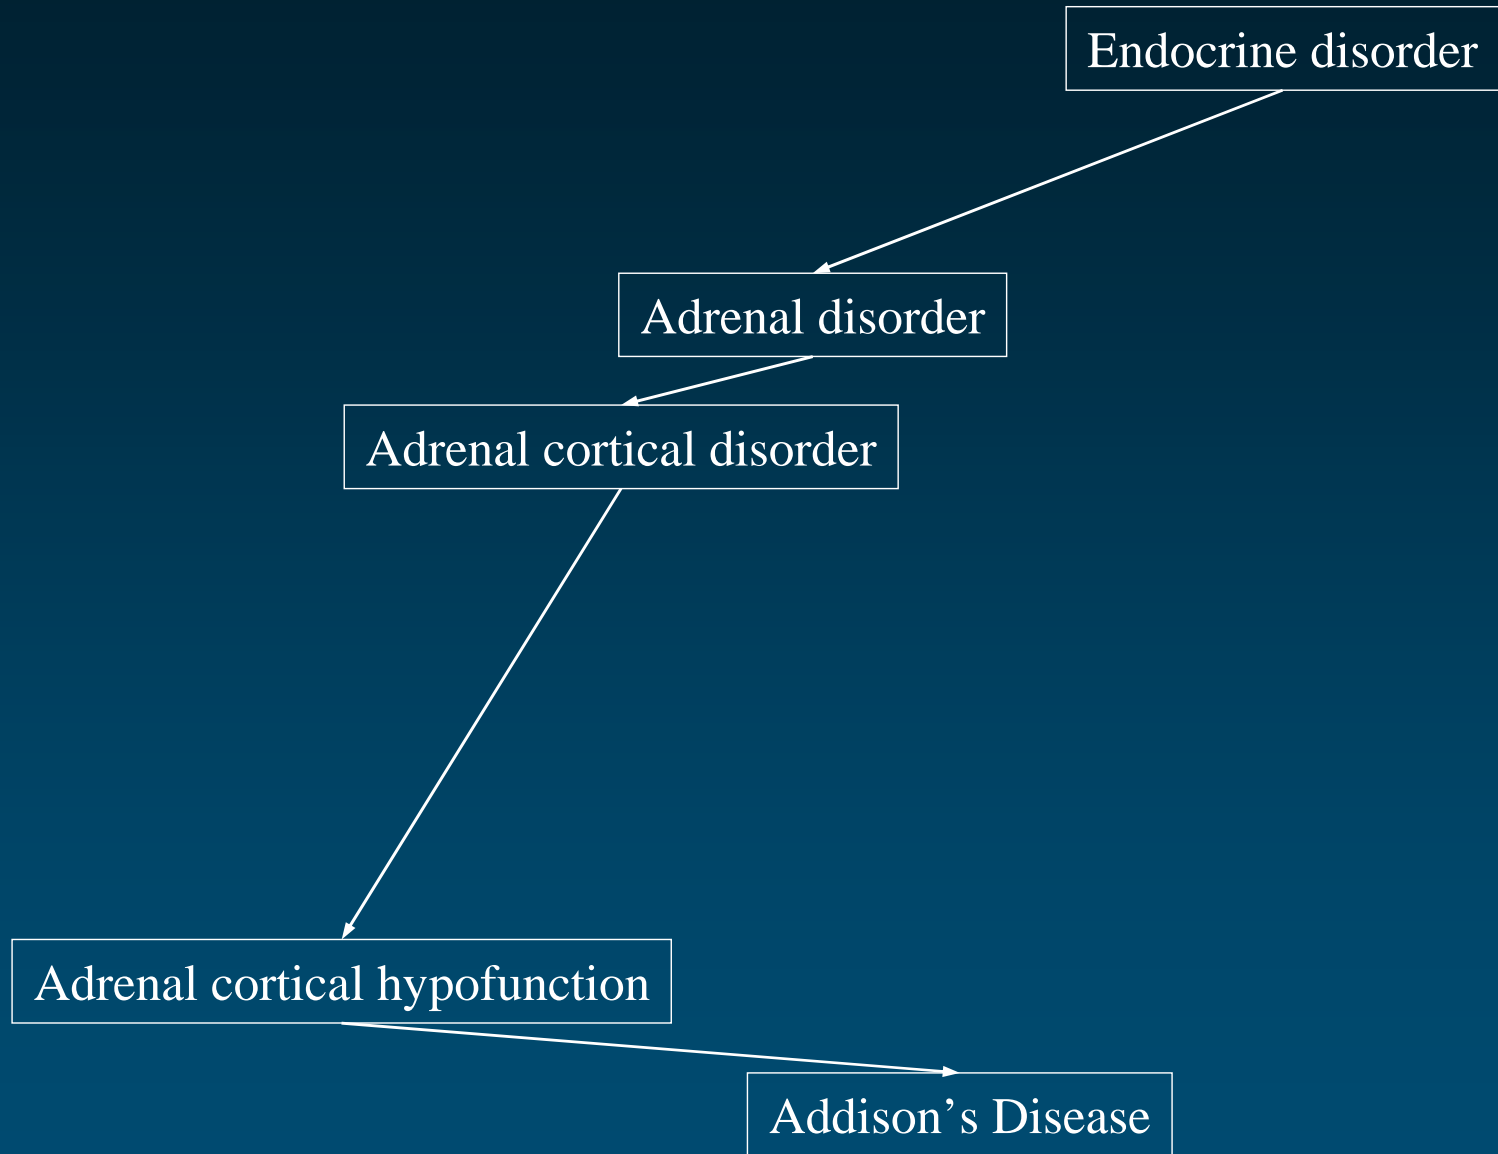 Endocrine disorder
Adrenal disorder
Adrenal cortical disorder
Adrenal cortical hypofunction
Addison’s Disease